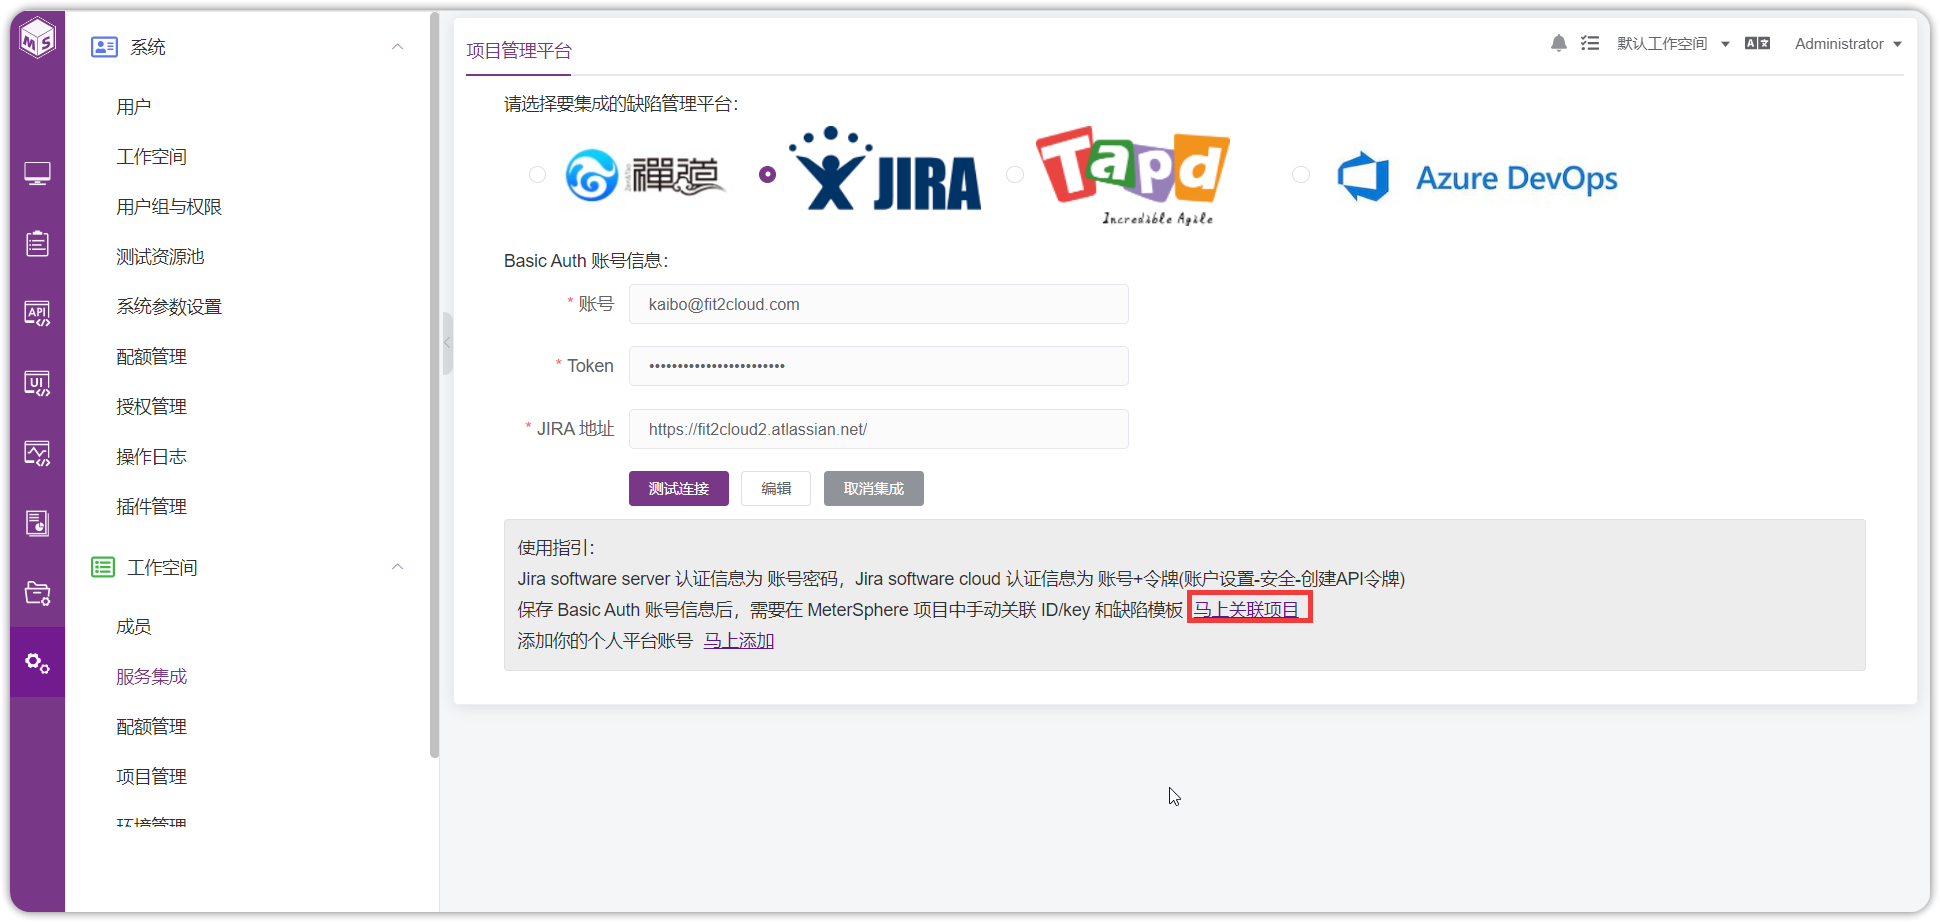 MS
系统
用户
工作空间
用户组与权限
测试资源池
系统参数设置
配额管理
授权管理
操作日志
插件管理
工作空间
成员
服务集成
配额管理
项目管理
环境管理
API
UI
项目管理平台
默认工作空间
Administrator
请选择要集成的缺陷管理平台：
禪道
JIRA
Tapd
Incredible Agile
Azure DevOps
Basic Auth 账号信息：
* 账号 kaibo@fit2cloud.com
* Token ························
* JIRA 地址 https://fit2cloud2.atlassian.net/
测试连接 编辑 取消集成
使用指引：
Jira software server 认证信息为 账号密码，Jira software cloud 认证信息为 账号+令牌(账户设置-安全-创建API令牌)
保存 Basic Auth 账号信息后，需要在 MeterSphere 项目中手动关联 ID/key 和缺陷模板 马上关联项目
添加你的个人平台账号 马上添加